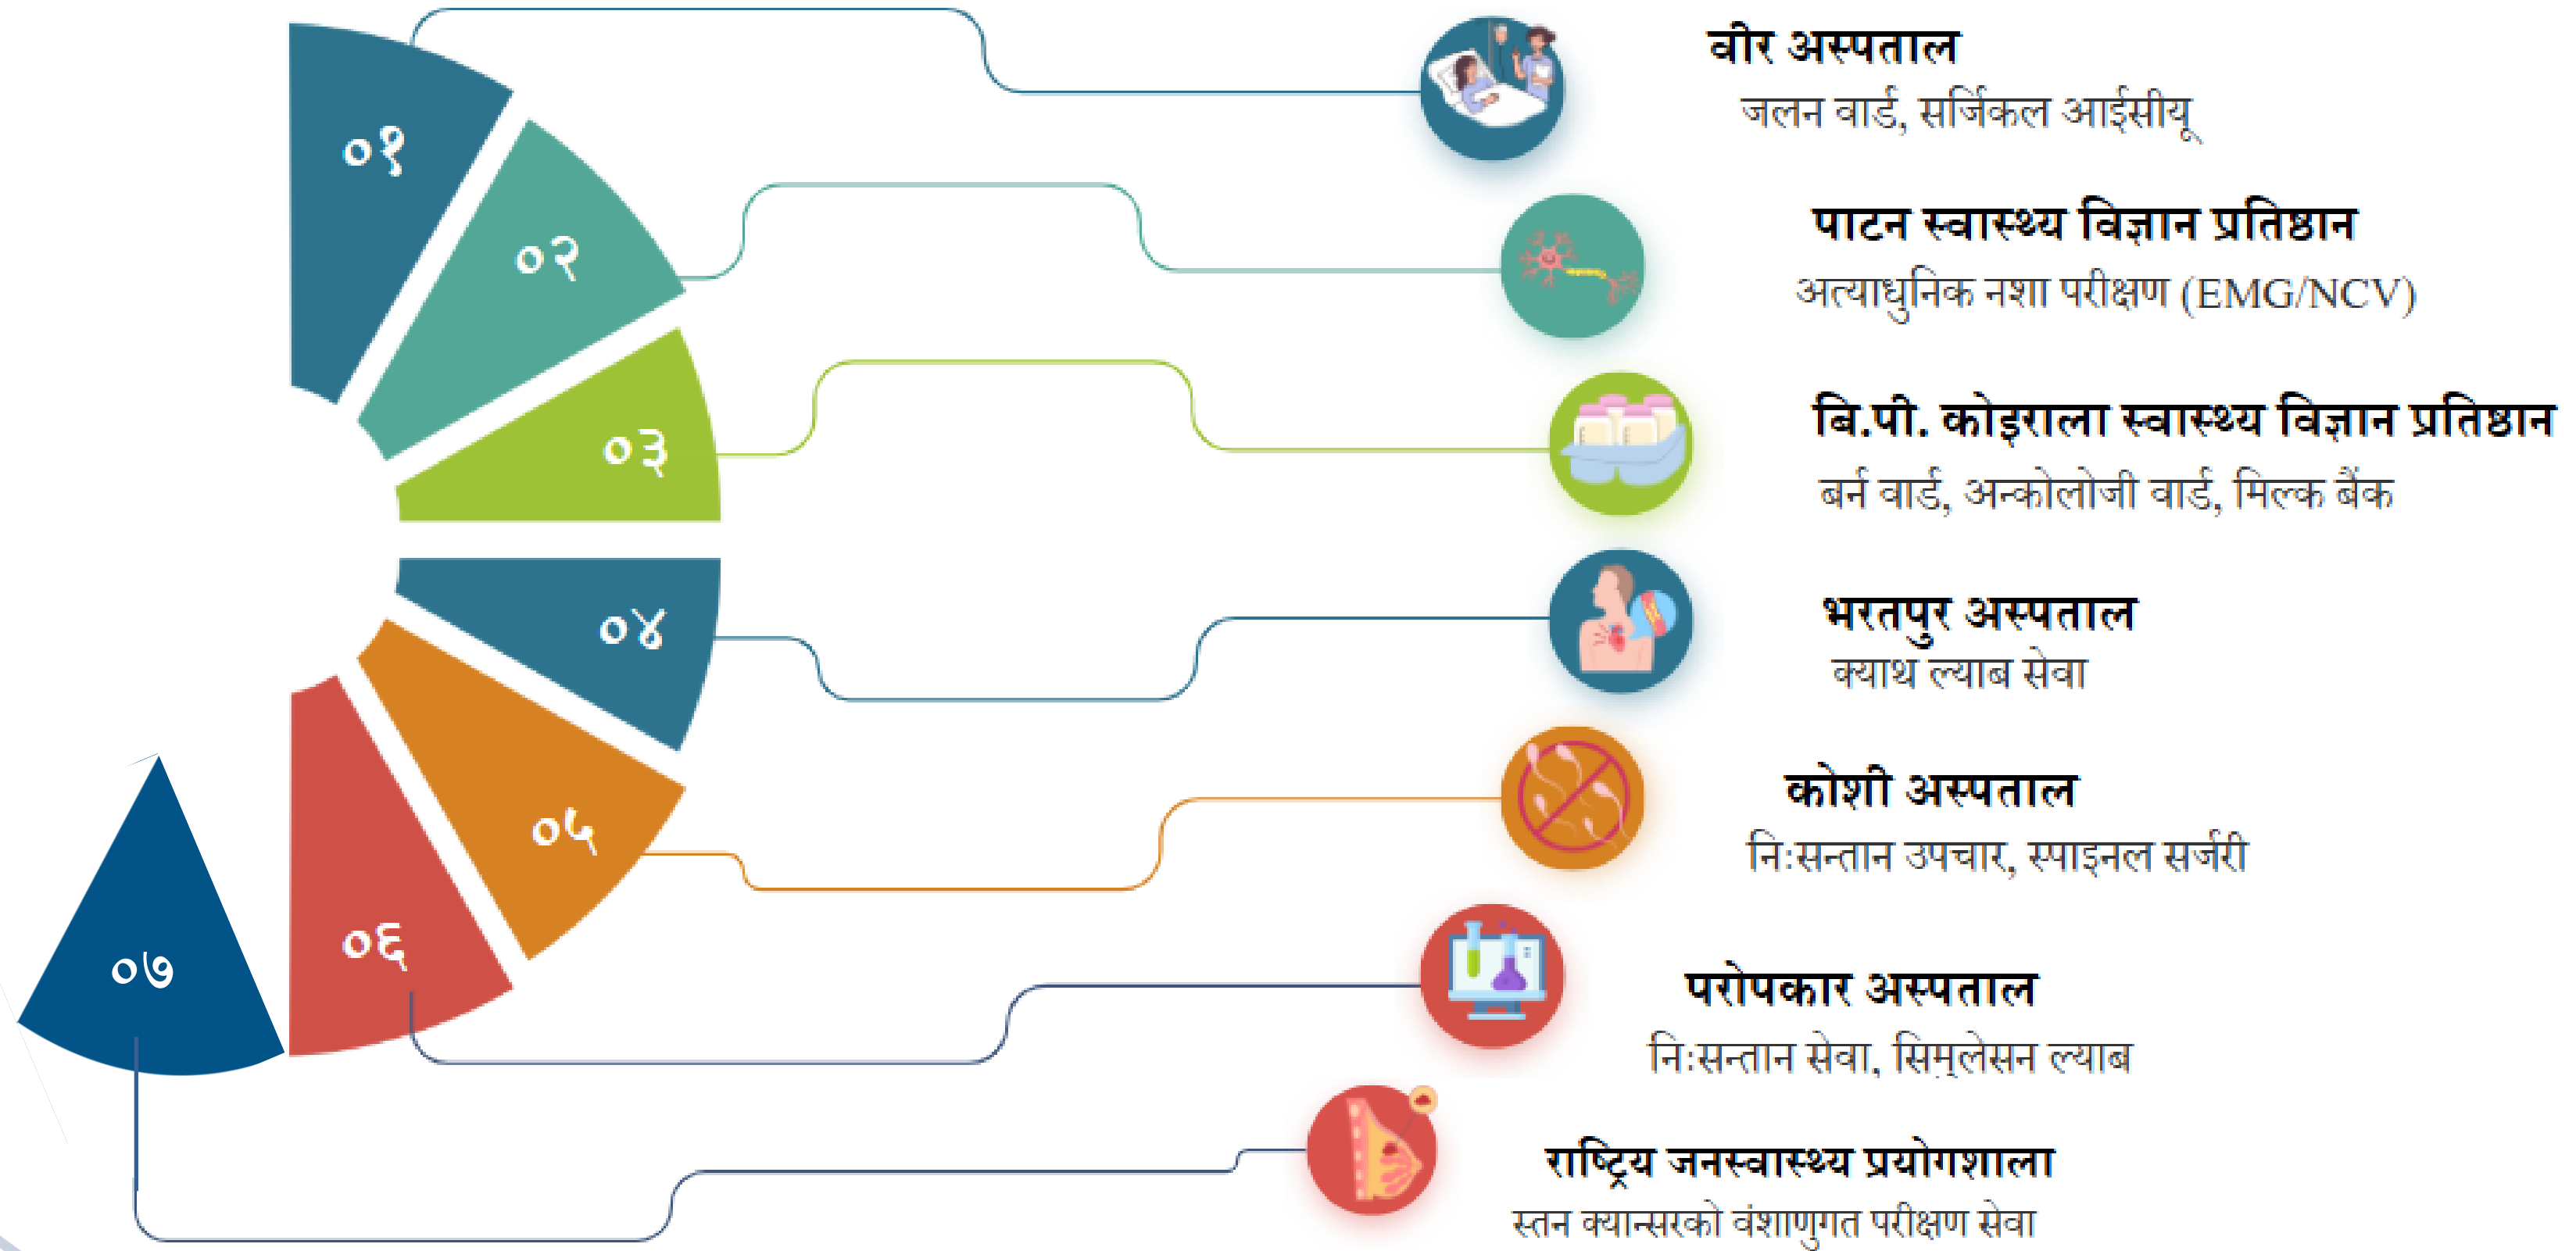 ०१
वीर अस्पताल
जलन वार्ड, सर्जिकल आईसीयू
०२
पाटन स्वास्थ्य विज्ञान प्रतिष्ठान
अत्याधुनिक नशा परीक्षण (EMG/NCV)
०३
बि.पी. कोइराला स्वास्थ्य विज्ञान प्रतिष्ठान
बर्न वार्ड, अन्कोलोजी वार्ड, मिल्क बैंक
०४
भरतपुर अस्पताल
क्याथ ल्याब सेवा
०५
कोशी अस्पताल
नि:सन्तान उपचार, स्पाइनल सर्जरी
०६
परोपकार अस्पताल
नि:सन्तान सेवा, सिमुलेसन ल्याब
०७
राष्ट्रिय जनस्वास्थ्य प्रयोगशाला
स्तन क्यान्सरको वंशाणुगत परीक्षण सेवा